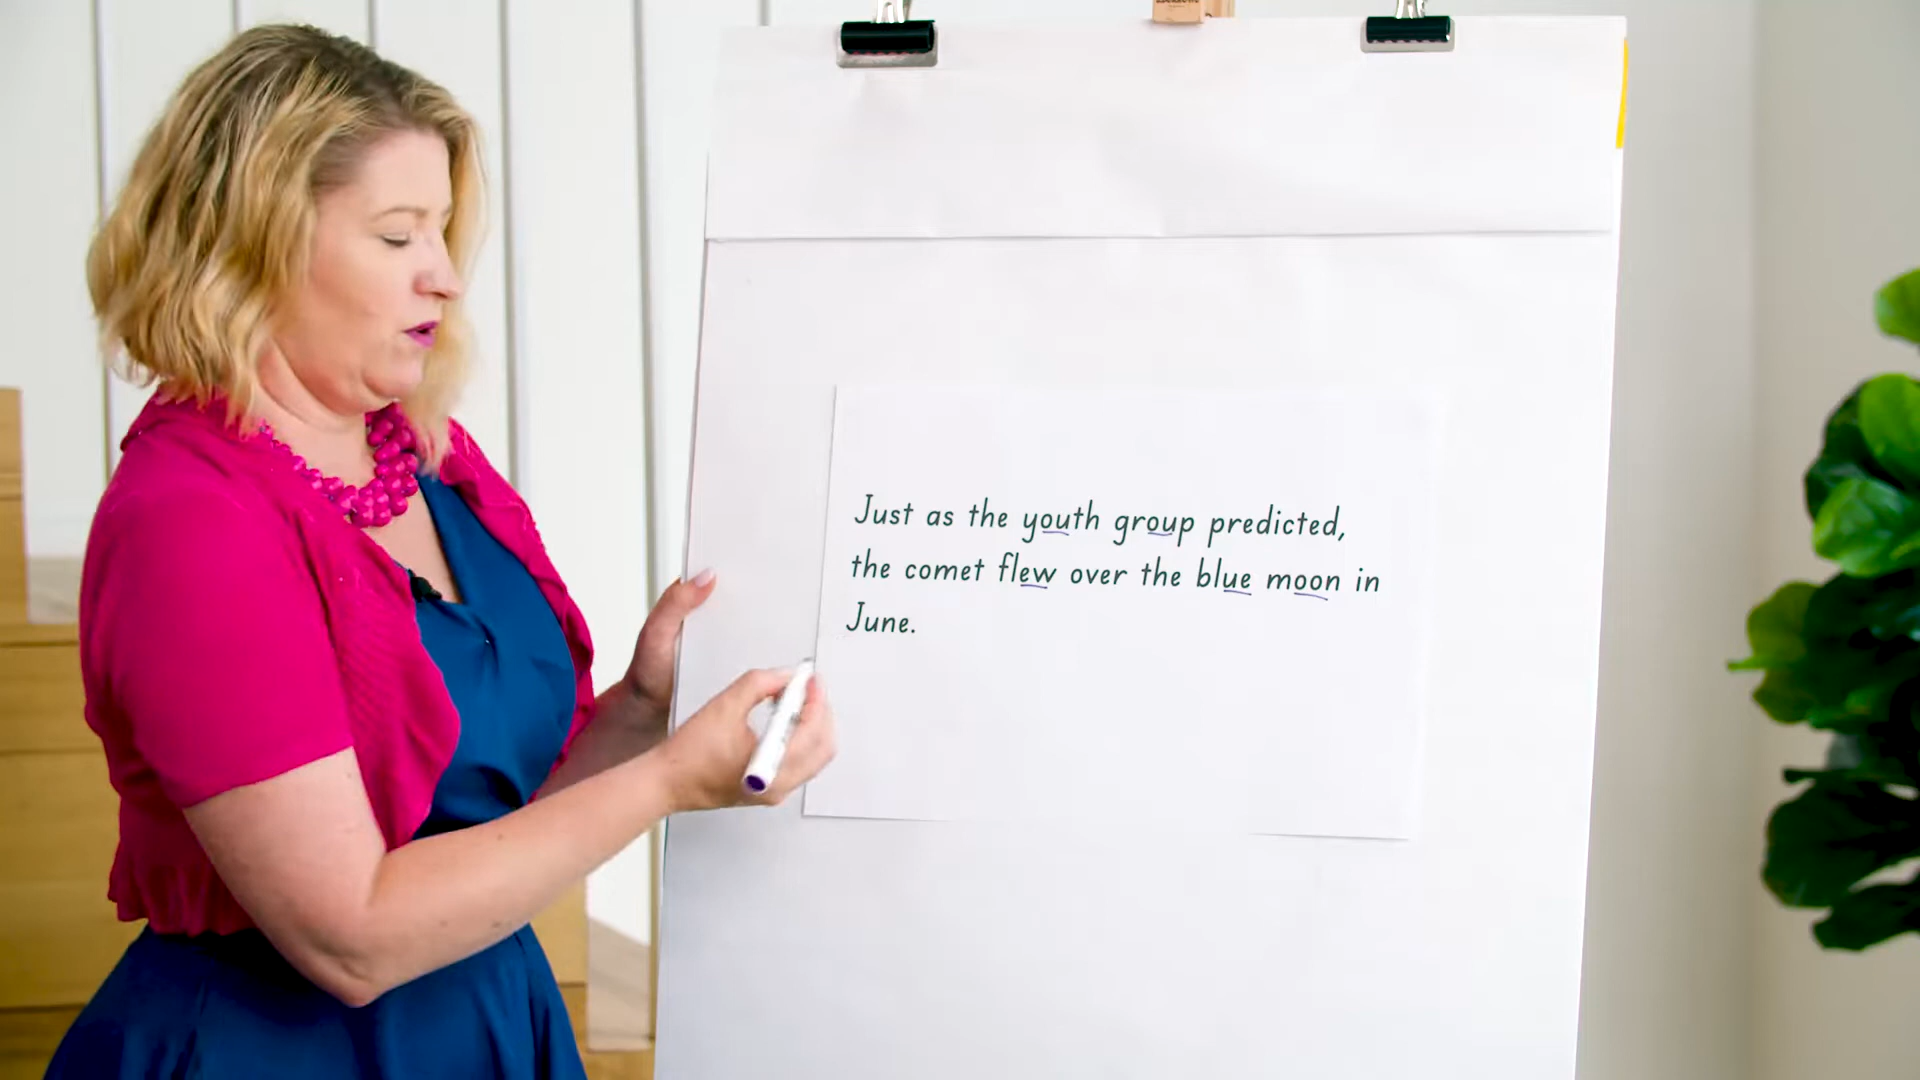 Just as the youth group predicted,
the comet flew over the blue moon in
June.